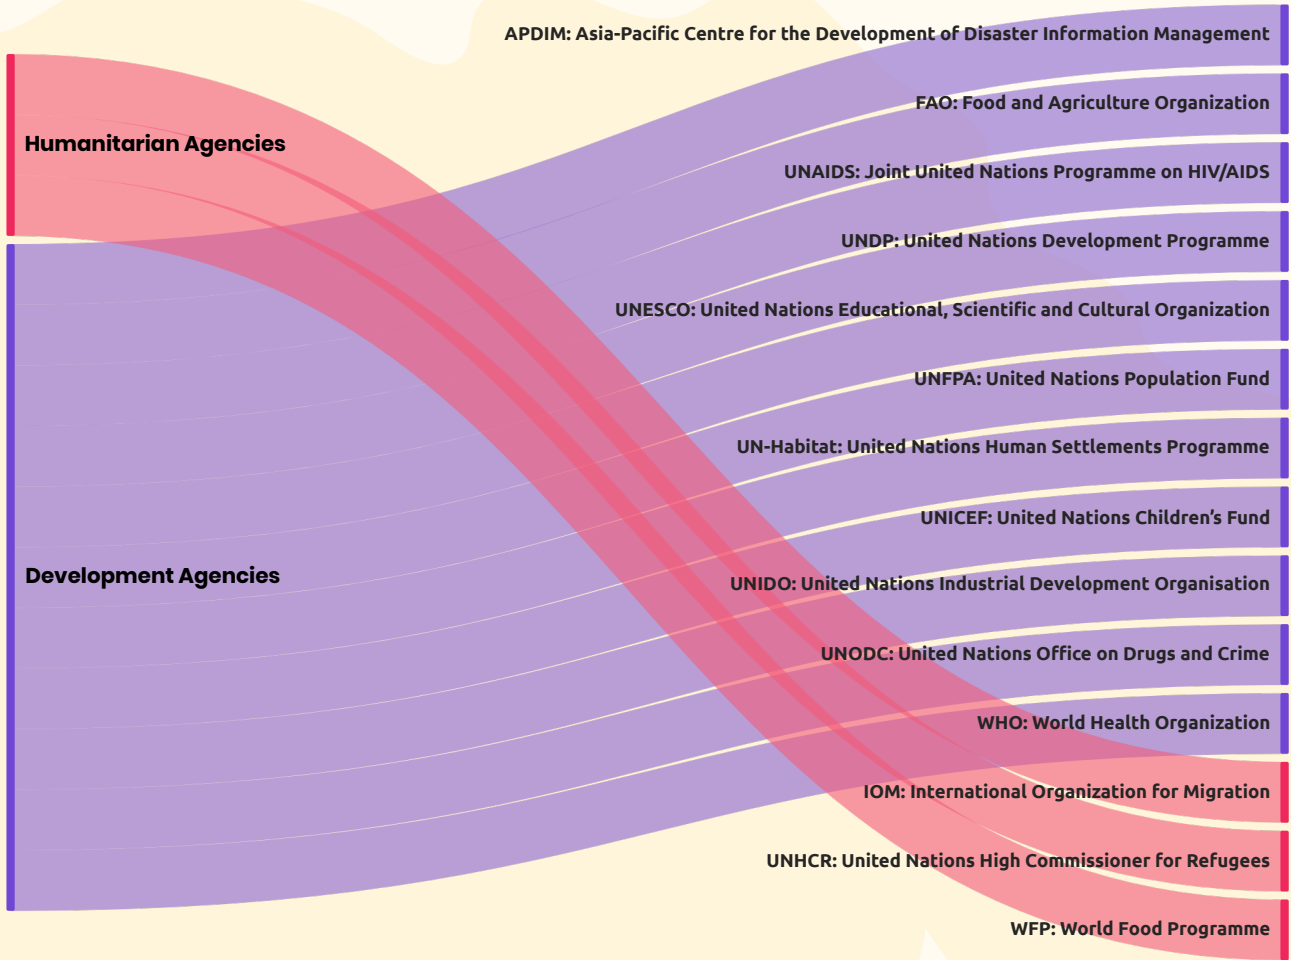 Humanitarian Agencies
Development Agencies
APDIM: Asia-Pacific Centre for the Development of Disaster Information Management
FAO: Food and Agriculture Organization
UNAIDS: Joint United Nations Programme on HIV/AIDS
UNDP: United Nations Development Programme
UNESCO: United Nations Educational, Scientific and Cultural Organization
UNFPA: United Nations Population Fund
UN-Habitat: United Nations Human Settlements Programme
UNICEF: United Nations Children’s Fund
UNIDO: United Nations Industrial Development Organisation
UNODC: United Nations Office on Drugs and Crime
WHO: World Health Organization
IOM: International Organization for Migration
UNHCR: United Nations High Commissioner for Refugees
WFP: World Food Programme